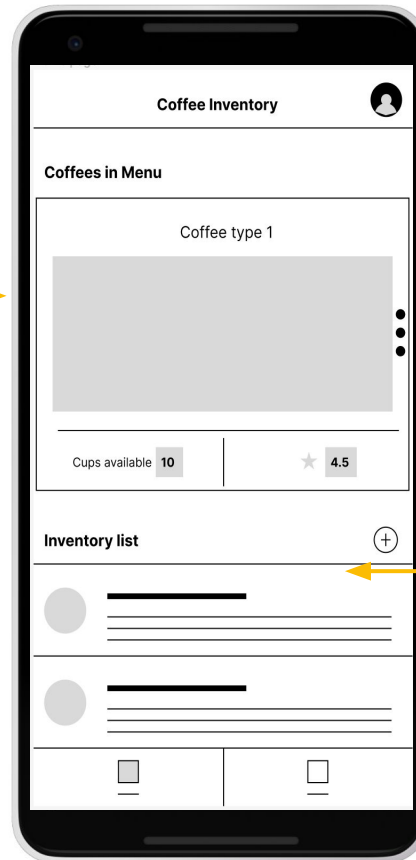 Coffee Inventory
Coffees in Menu
Coffee type 1
Cups available 10
4.5
Inventory list